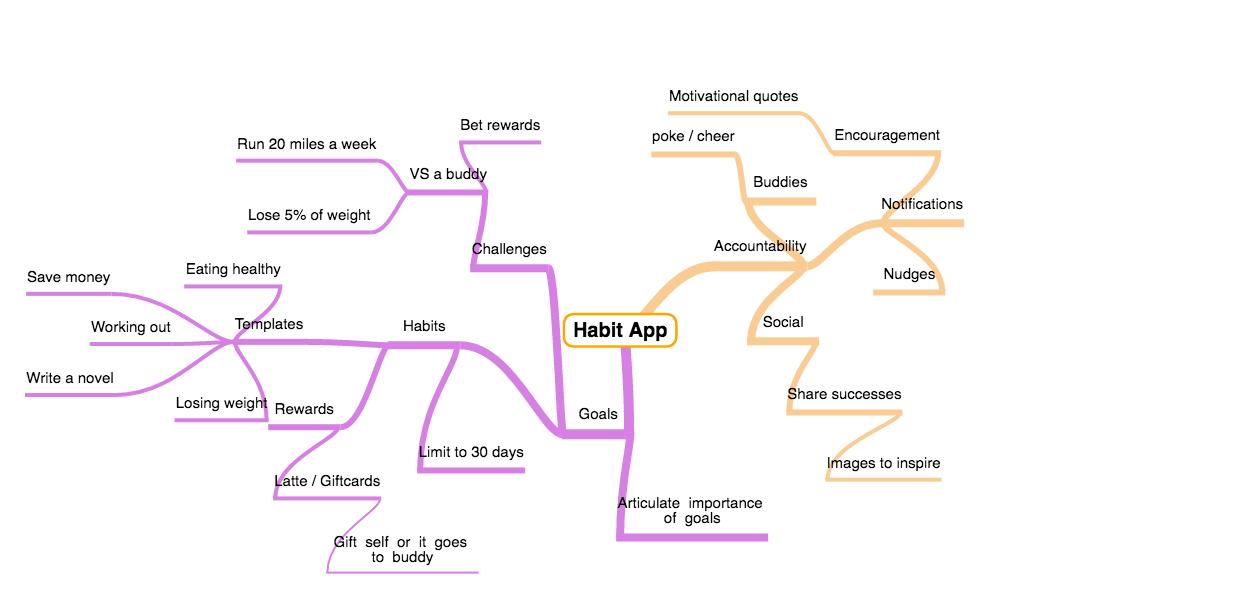 Motivational quotes
Bet rewards
Encouragement
poke / cheer
Run 20 miles a week
VS a buddy
Buddies
Notifications
Lose 5% of weight
Challenges
Accountability
Eating healthy
Save money
Nudges
Working out
Templates
Habits
Habit App
Social
Write a novel
Losing weight
Rewards
Goals
Share successes
Limit to 30 days
Images to inspire
Latte / Giftcards
Articulate importance
of goals
Gift self or it goes
to buddy